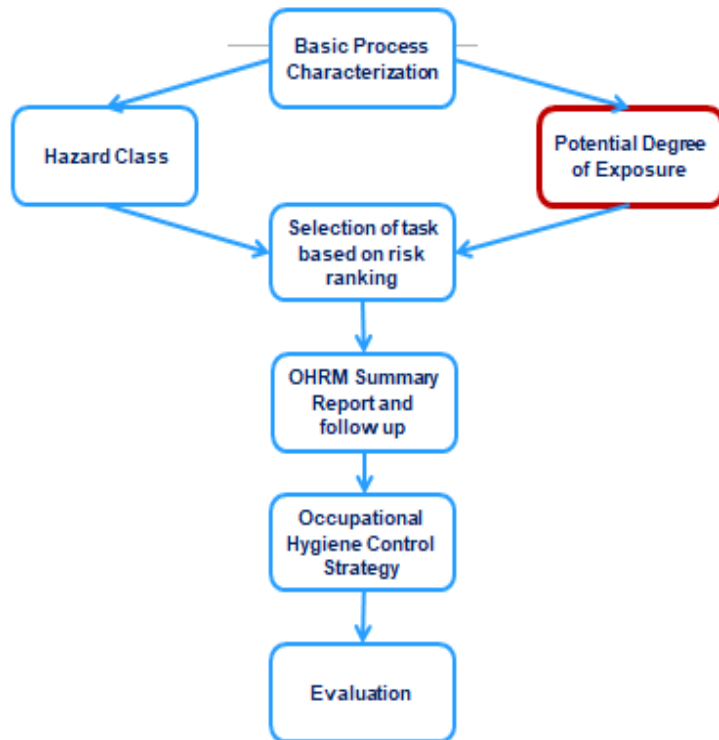 Basic Process
Characterization
Hazard Class
Potential Degree
of Exposure
Selection of task
based on risk
ranking
OHRM Summary
Report and
follow up
Occupational
Hygiene Control
Strategy
Evaluation